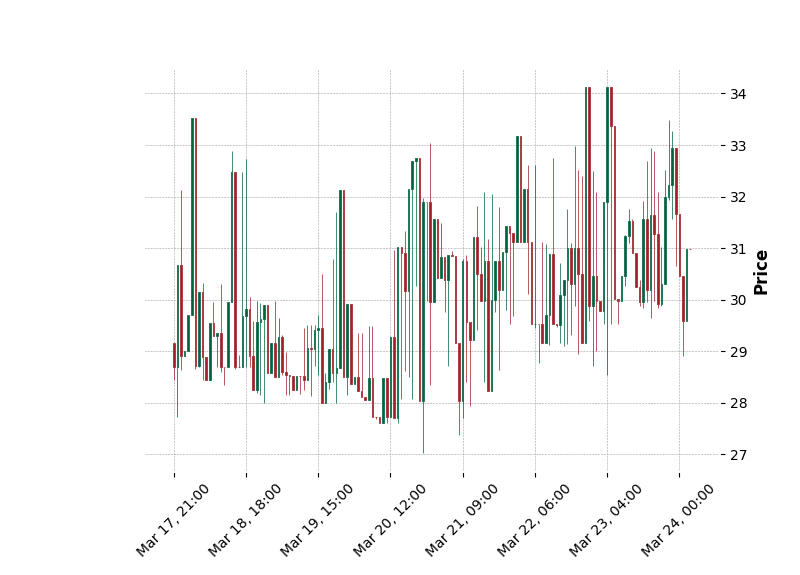 34
33
32
31
30
29
28
27
Price
Mar 17, 21:00
Mar 18, 18:00
Mar 19, 15:00
Mar 20, 12:00
Mar 21, 09:00
Mar 22, 06:00
Mar 23, 04:00
Mar 24, 00:00